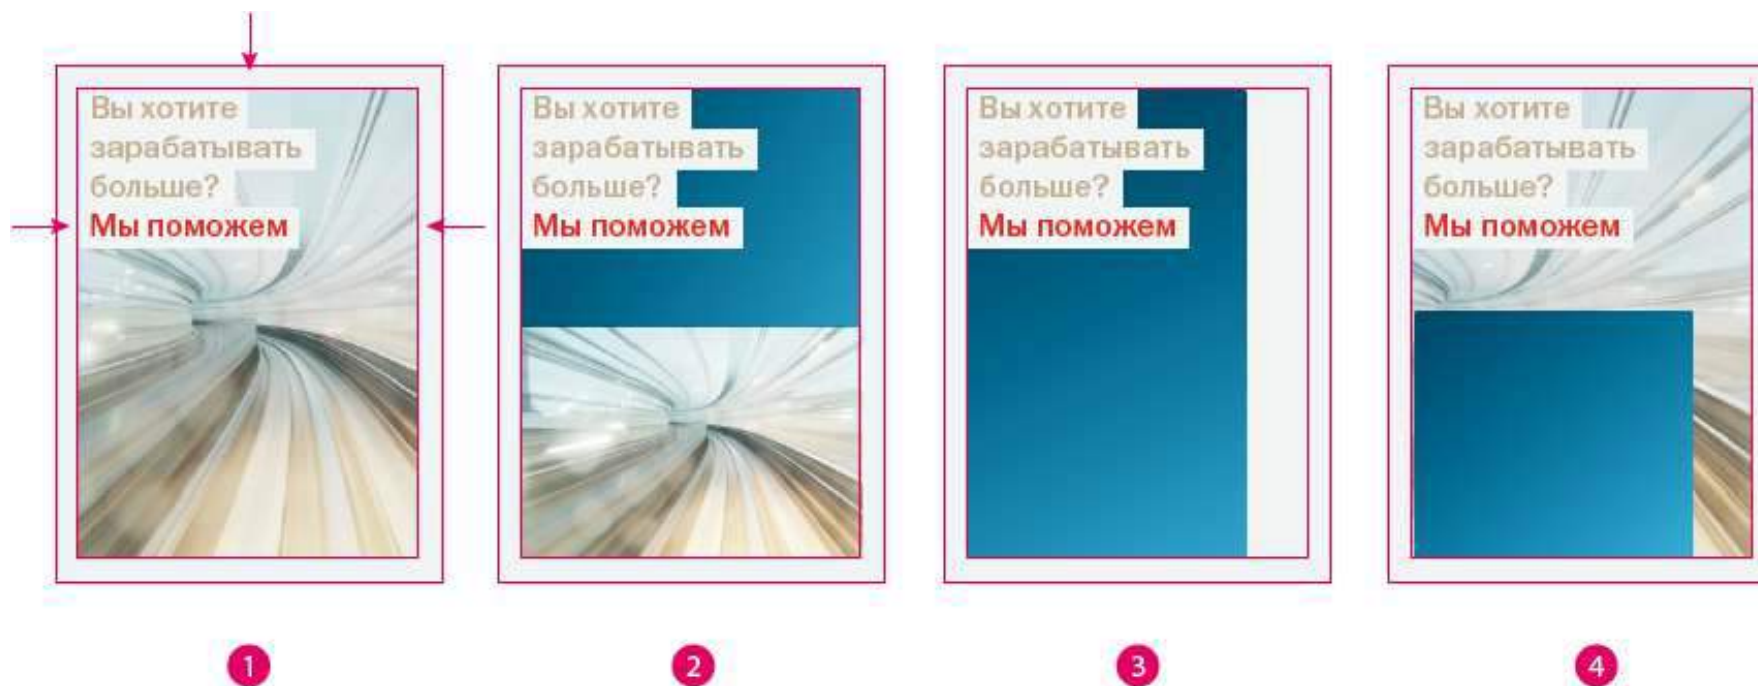 Вы хотите
зарабатывать
больше?
Мы поможем
Вы хотите
зарабатывать
больше?
Мы поможем
Вы хотите
зарабатывать
больше?
Мы поможем
Вы хотите
зарабатывать
больше?
Мы поможем
1
2
3
4